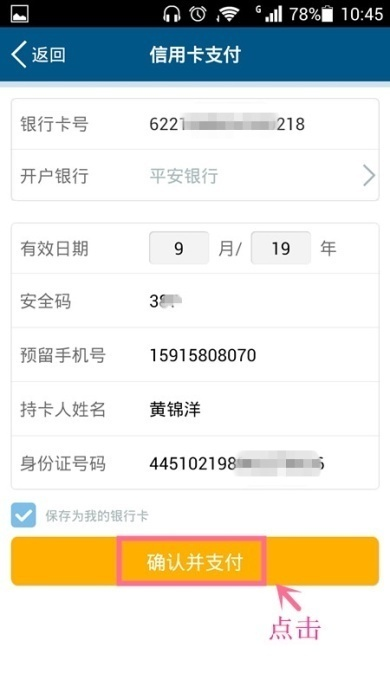 G 78% 10:45
返回 信用卡支付
银行卡号 6221 218
开户银行 平安银行
有效日期 9 月/ 19 年
安全码 38
预留手机号 15915808070
持卡人姓名 黄锦洋
身份证号码 445102198 6
保存为我的银行卡
确认并支付
点击